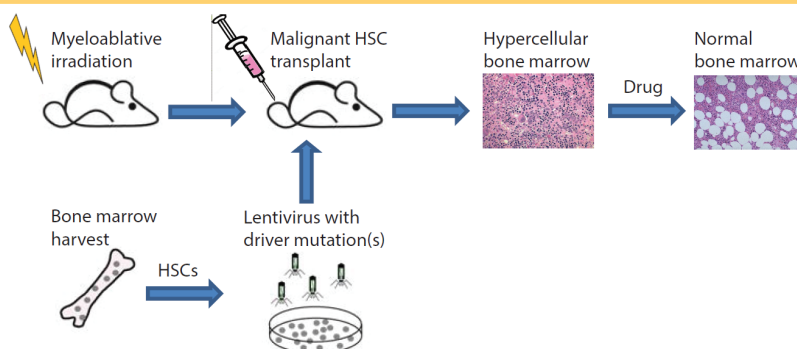 Myeloablative
irradiation
Malignant HSC
transplant
Hypercellular
bone marrow
Drug
Normal
bone marrow
Bone marrow
harvest
HSCs
Lentivirus with
driver mutation(s)